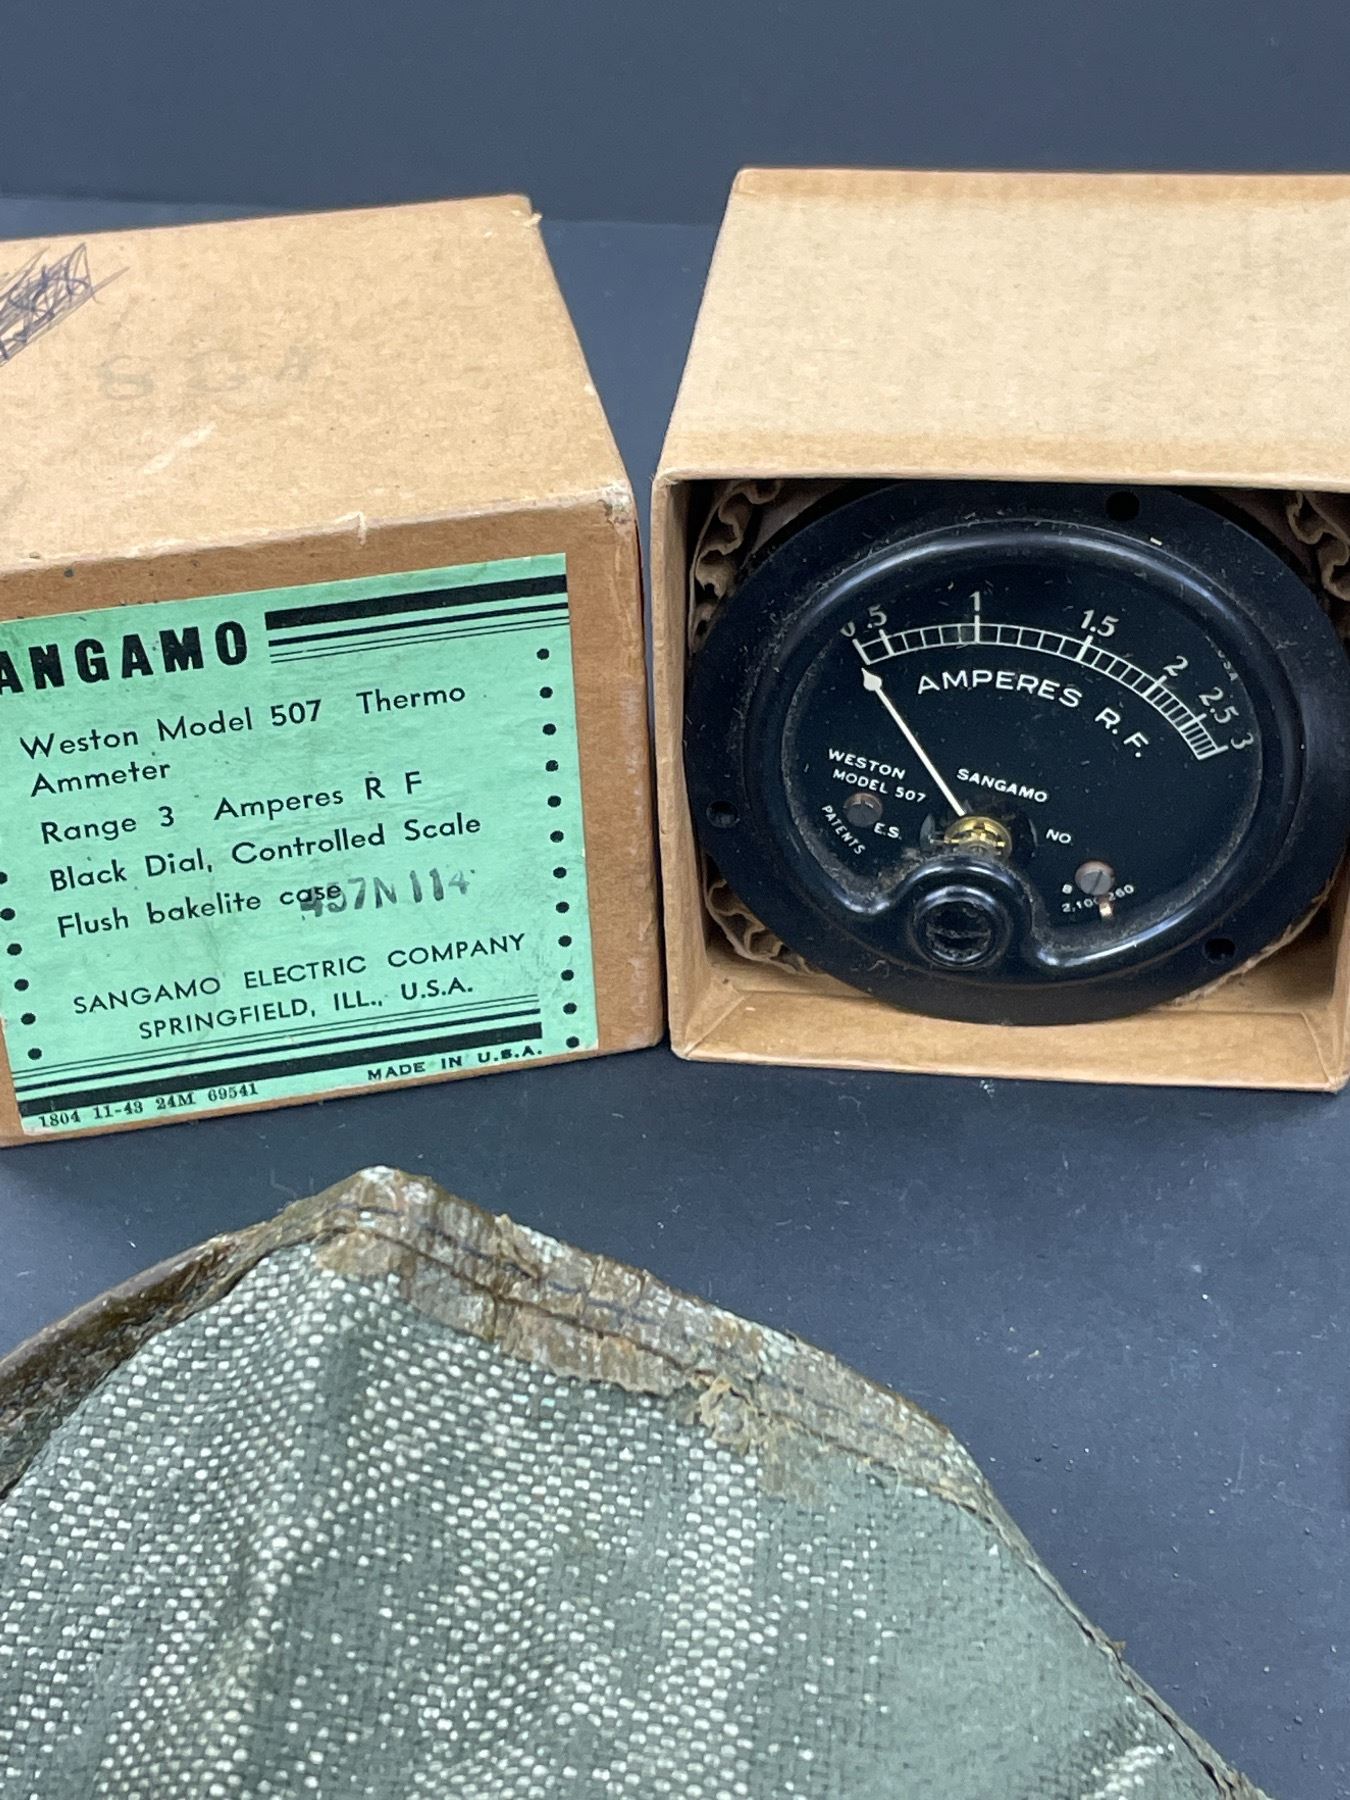 ANGAMO
Weston Model 507 Thermo
Ammeter
Range 3 Amperes R F
Black Dial, Controlled Scale
Flush bakelite case
7N114
SANGAMO ELECTRIC COMPANY
SPRINGFIELD, ILL., U.S.A.
MADE IN U.S.A.
1804 11-43 24M 69541
0 .5 1 1.5 2 2.5 3
AMPERES R.F.
USA
WESTON
MODEL 507
SANGAMO
PATENTS
E.S.
NO.